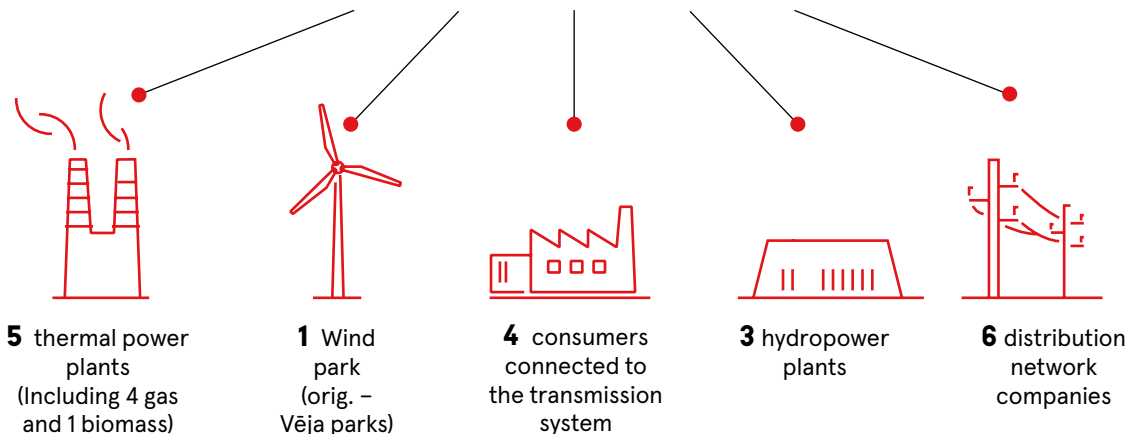 5 thermal power
plants
(Including 4 gas
and 1 biomass)
1 Wind
park
(orig. –
Vēja parks)
4 consumers
connected to
the transmission
system
3 hydropower
plants
6 distribution
network
companies